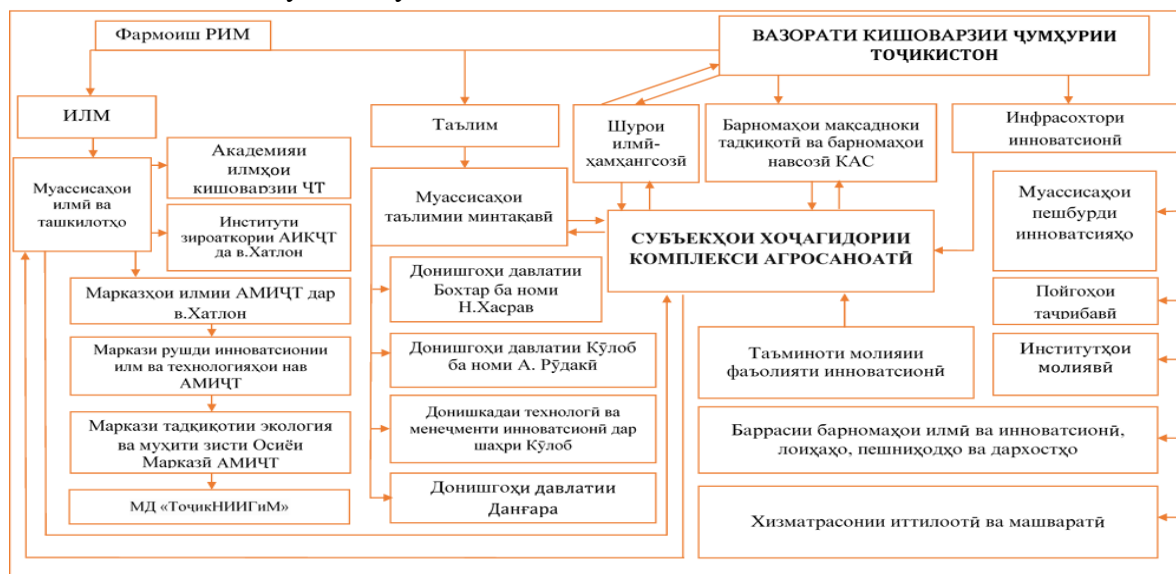 Фармоиш РИМ
ВАЗОРАТИ КИШОВАРЗИИ ҶУМҲУРИИ
ТОҶИКИСТОН
ИЛМ
Таълим
Шурои
илмӣ-
ҳамҳангсозӣ
Барномаҳои мақсадноки
тадқиқотӣ ва барномаҳои
навсозӣ КАС
Инфрасохтори
инноватсионӣ
Муассисаҳои
илмӣ ва
ташкилотҳо
Академияи
илмҳои
кишоварзии ҶТ
Институти
зироаткории АИКҶТ
да в.Хатлон
Марказҳои илмии АМИҶТ дар
в.Хатлон
Маркази рушди инноватсионии
илм ва технологияҳои нав
АМИҶТ
Маркази тадқиқотии экология
ва муҳити зисти Осиёи
Марказӣ АМИҶТ
МД «ТоҷикНИИГиМ»
Муассисаҳои
таълимии минтақавӣ
Донишгоҳи давлатии
Бохтар ба номи
Н.Хасрав
Донишгоҳи давлатии Кӯлоб
ба номи А. Рӯдакӣ
Донишкадаи технологӣ ва
менеҷменти инноватсионӣ дар
шаҳри Кӯлоб
Донишгоҳи давлатии
Данғара
СУБЪЕКҲОИ ХОҶАГИДОРИИ
КОМПЛЕКСИ АГРОСАНОАТӢ
Таъминоти молияии
фаъолияти инноватсионӣ
Муассисаҳои
пешбурди
инноватсияҳо
Пойгоҳои
таҷрибавӣ
Институтҳои
молиявӣ
Баррасии барномаҳои илмӣ ва инноватсионӣ,
лоиҳаҳо, пешниҳодҳо ва дархостҳо
Хизматрасонии иттилоотӣ ва машваратӣ